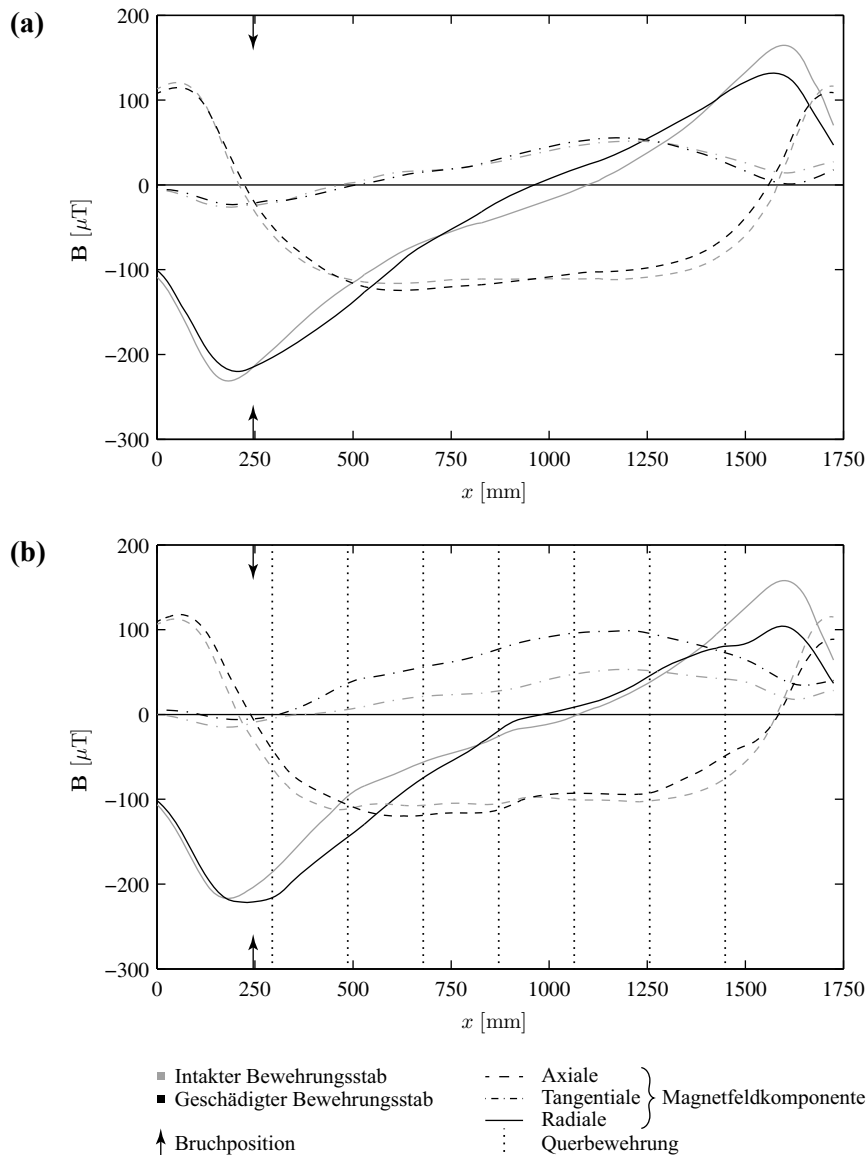 (a)
200
100
0
−100
−200
−300
B [μT]
0
250
500
750
1000
1250
1500
1750
x [mm]
(b)
200
100
0
−100
−200
−300
B [μT]
0
250
500
750
1000
1250
1500
1750
x [mm]
Intakter Bewehrungsstab
Geschädigter Bewehrungsstab
Bruchposition
Axiale
Tangentiale
Radiale
Magnetfeldkomponente
Querbewehrung